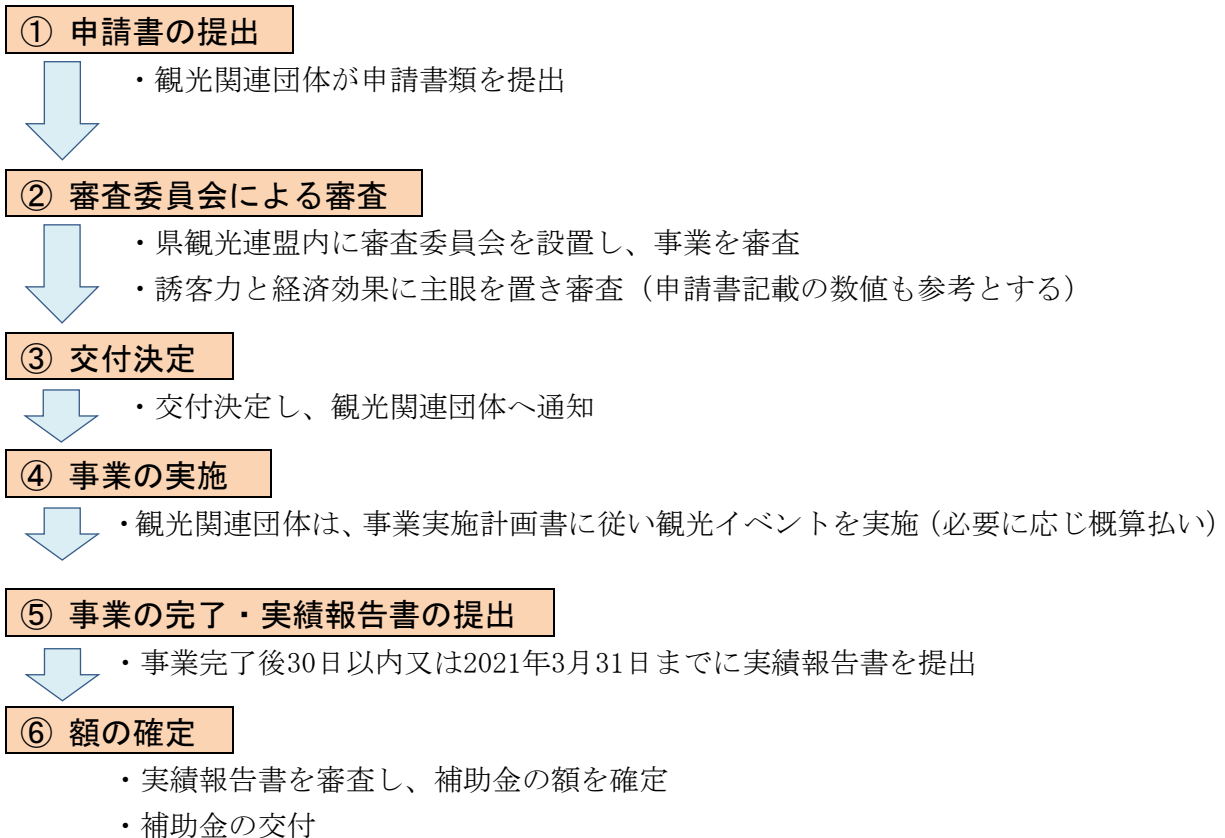 ① 申請書の提出
・観光関連団体が申請書類を提出
② 審査委員会による審査
・県観光連盟内に審査委員会を設置し、事業を審査
・誘客力と経済効果に主眼を置き審査（申請書記載の数値も参考とする）
③ 交付決定
・交付決定し、観光関連団体へ通知
④ 事業の実施
・観光関連団体は、事業実施計画書に従い観光イベントを実施（必要に応じ概算払い）
⑤ 事業の完了・実績報告書の提出
・事業完了後30日以内又は2021年3月31日までに実績報告書を提出
⑥ 額の確定
・実績報告書を審査し、補助金の額を確定
・補助金の交付